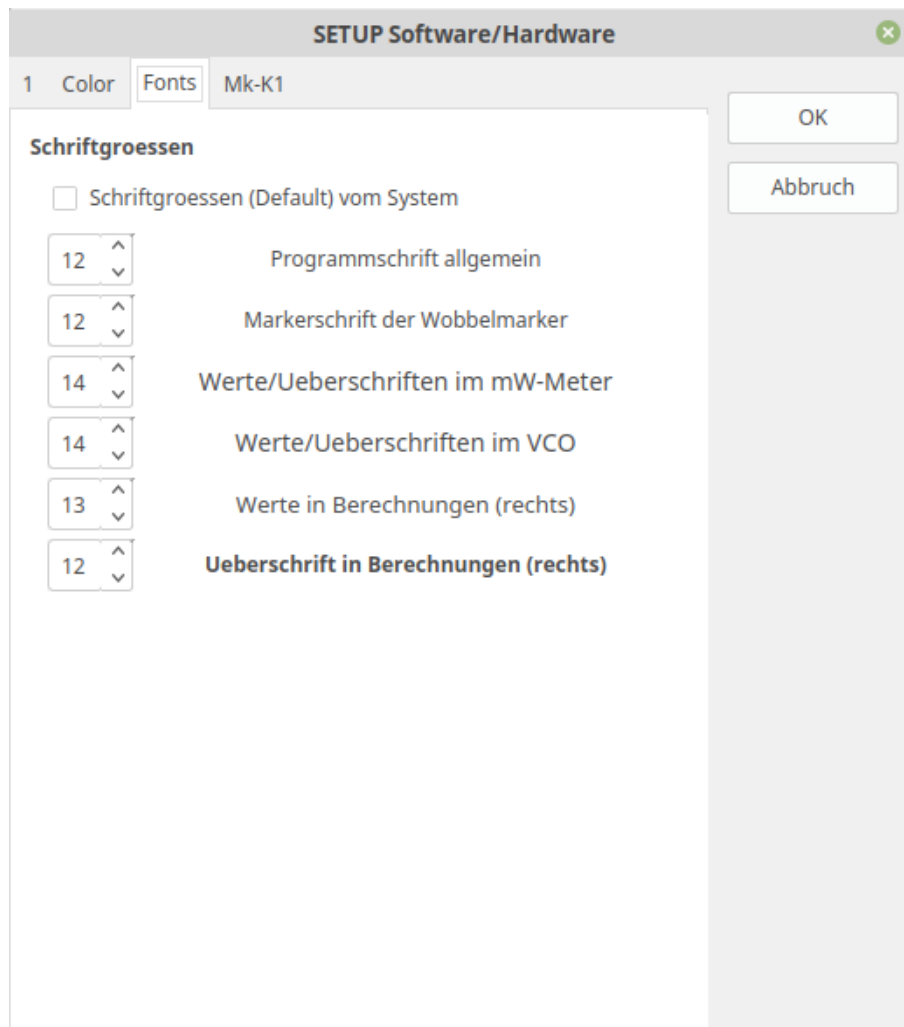 SETUP Software/Hardware
1 Color Fonts Mk-K1
OK
Abbruch
Schriftgroessen
Schriftgroessen (Default) vom System
12 Programmschrift allgemein
12 Markerschrift der Wobbelmarker
14 Werte/Ueberschriften im mW-Meter
14 Werte/Ueberschriften im VCO
13 Werte in Berechnungen (rechts)
12 Ueberschrift in Berechnungen (rechts)